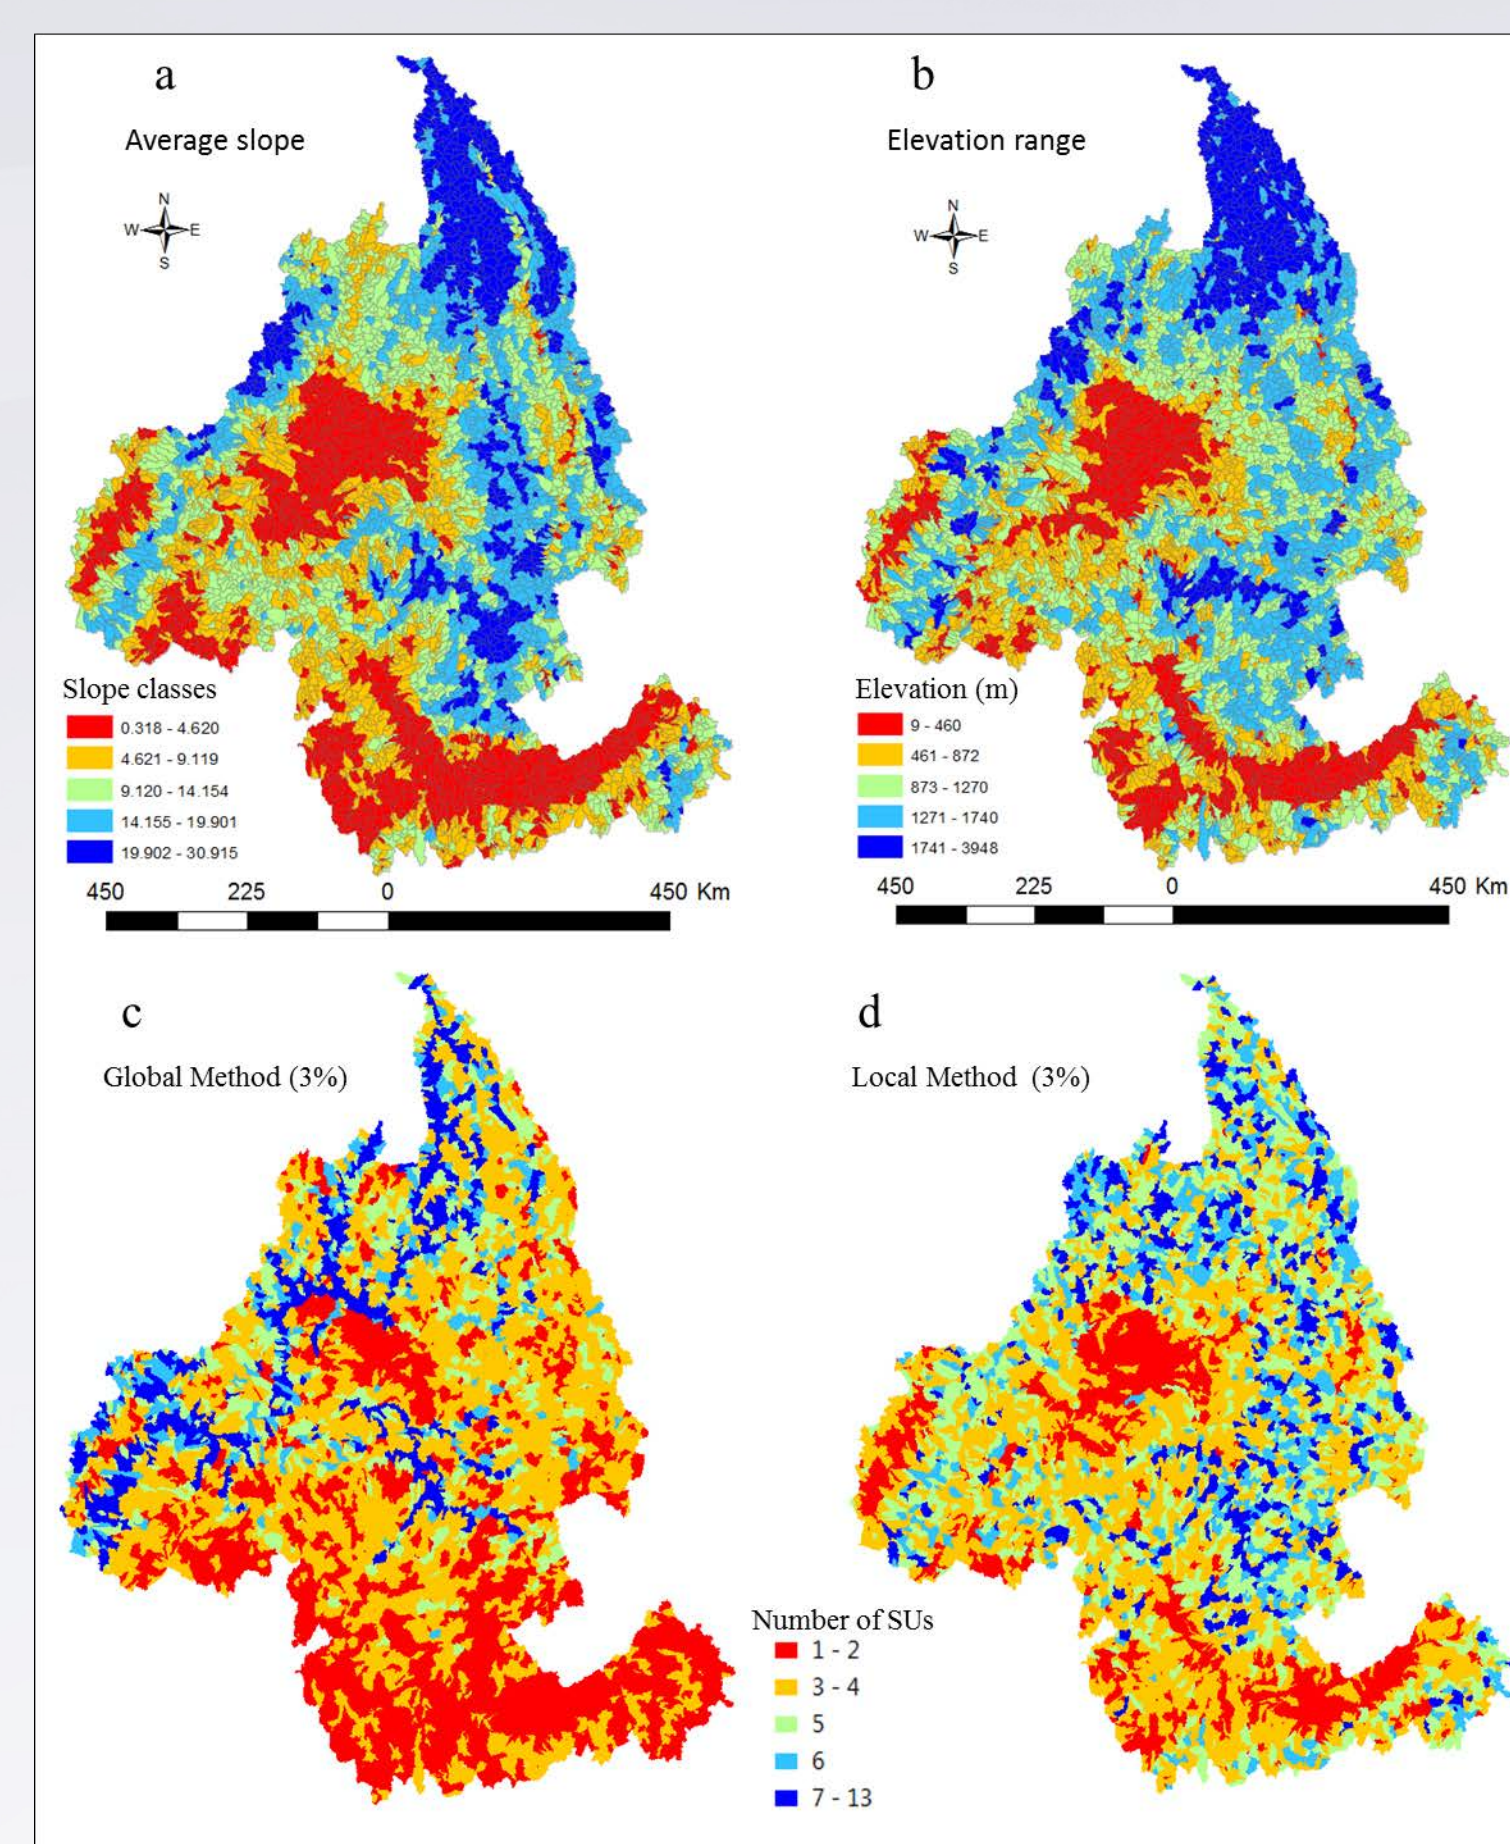 a
Average slope
N
W E
S
Slope classes
0.318 - 4.620
4.621 - 9.119
9.120 - 14.154
14.155 - 19.901
19.902 - 30.915
450 225 0 450 Km
b
Elevation range
N
W E
S
Elevation (m)
9 - 460
461 - 872
873 - 1270
1271 - 1740
1741 - 3948
450 225 0 450 Km
c
Global Method (3%)
d
Local Method (3%)
Number of SUs
1 - 2
3 - 4
5
6
7 - 13